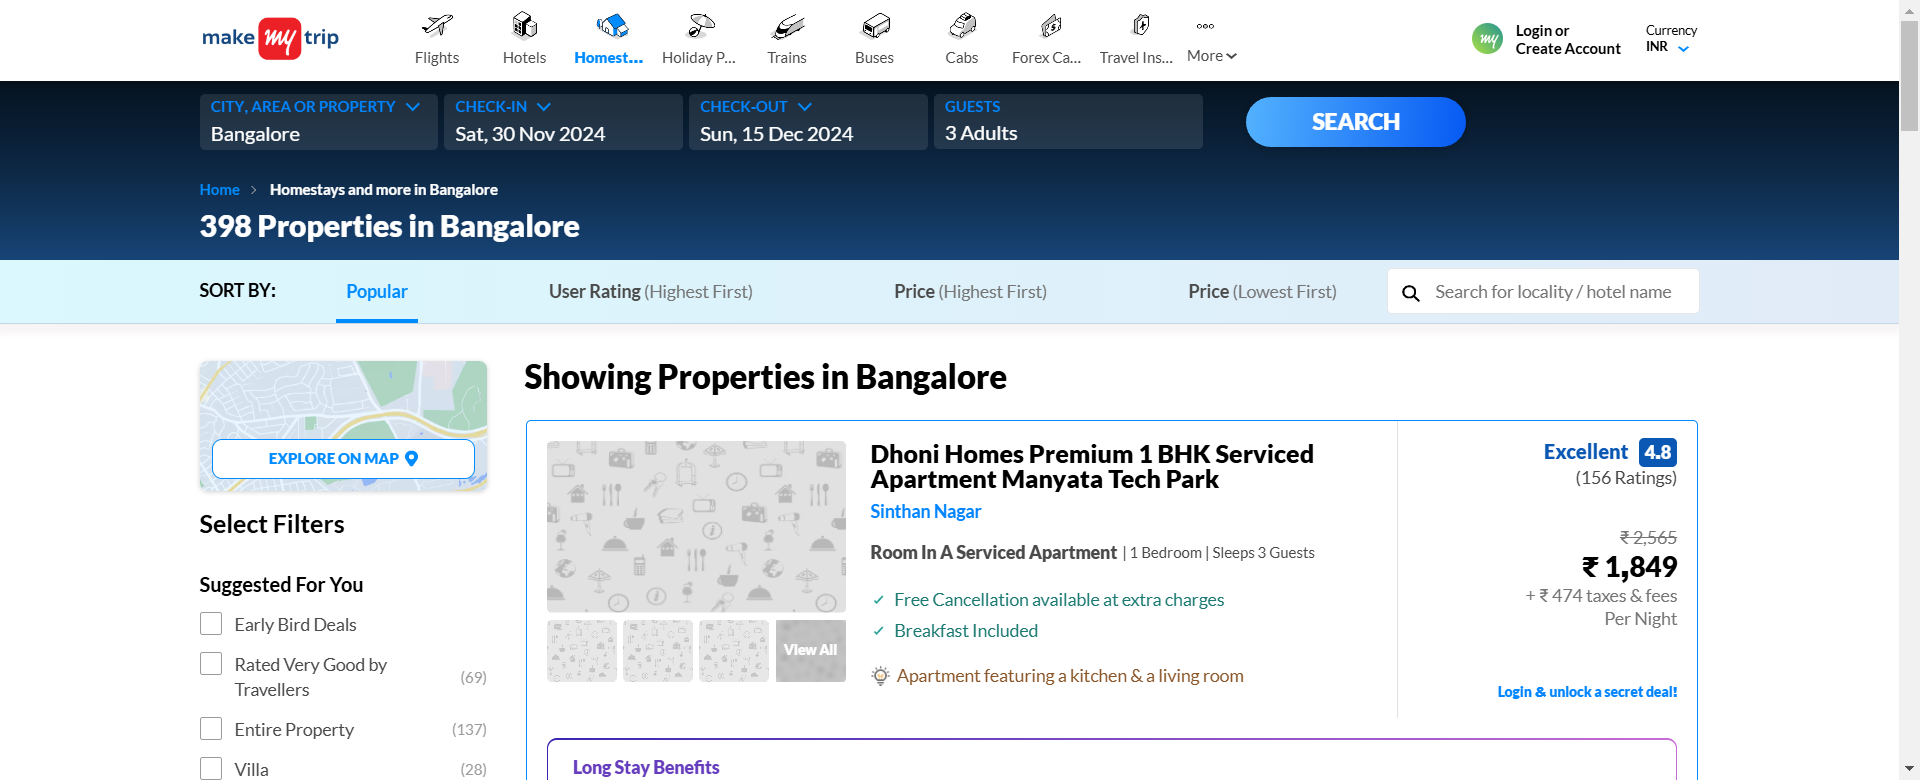 make my trip
Flights
Hotels
Homest...
Holiday P...
Trains
Buses
Cabs
Forex Ca...
Travel Ins...
More
my
Login or
Create Account
Currency
INR
CITY, AREA OR PROPERTY
Bangalore
CHECK-IN
Sat, 30 Nov 2024
CHECK-OUT
Sun, 15 Dec 2024
GUESTS
3 Adults
SEARCH
Home > Homestays and more in Bangalore
398 Properties in Bangalore
SORT BY:
Popular
User Rating (Highest First)
Price (Highest First)
Price (Lowest First)
Search for locality / hotel name
EXPLORE ON MAP
Select Filters
Suggested For You
Early Bird Deals
Rated Very Good by
Travellers
(69)
Entire Property
(137)
Villa
(28)
Showing Properties in Bangalore
View All
Dhoni Homes Premium 1 BHK Serviced
Apartment Manyata Tech Park
Sinthan Nagar
Room In A Serviced Apartment | 1 Bedroom | Sleeps 3 Guests
Free Cancellation available at extra charges
Breakfast Included
Apartment featuring a kitchen & a living room
Excellent 4.8
(156 Ratings)
₹ 2,565
₹ 1,849
+ ₹ 474 taxes & fees
Per Night
Login & unlock a secret deal!
Long Stay Benefits